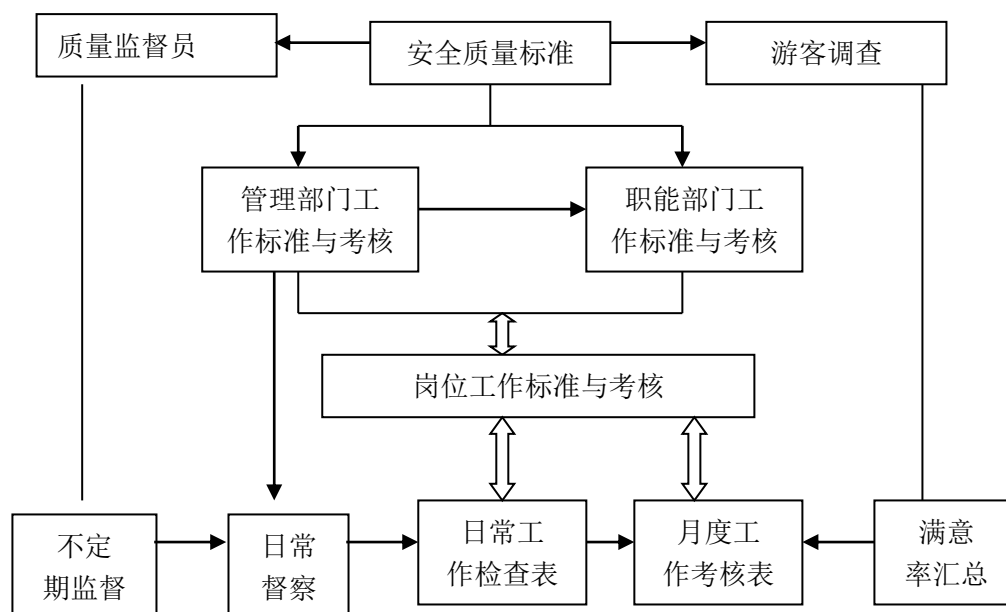 质量监督员
安全质量标准
游客调查
管理部门工
作标准与考核
职能部门工
作标准与考核
岗位工作标准与考核
不定
期监督
日常
督察
日常工
作检查表
月度工
作考核表
满意
率汇总